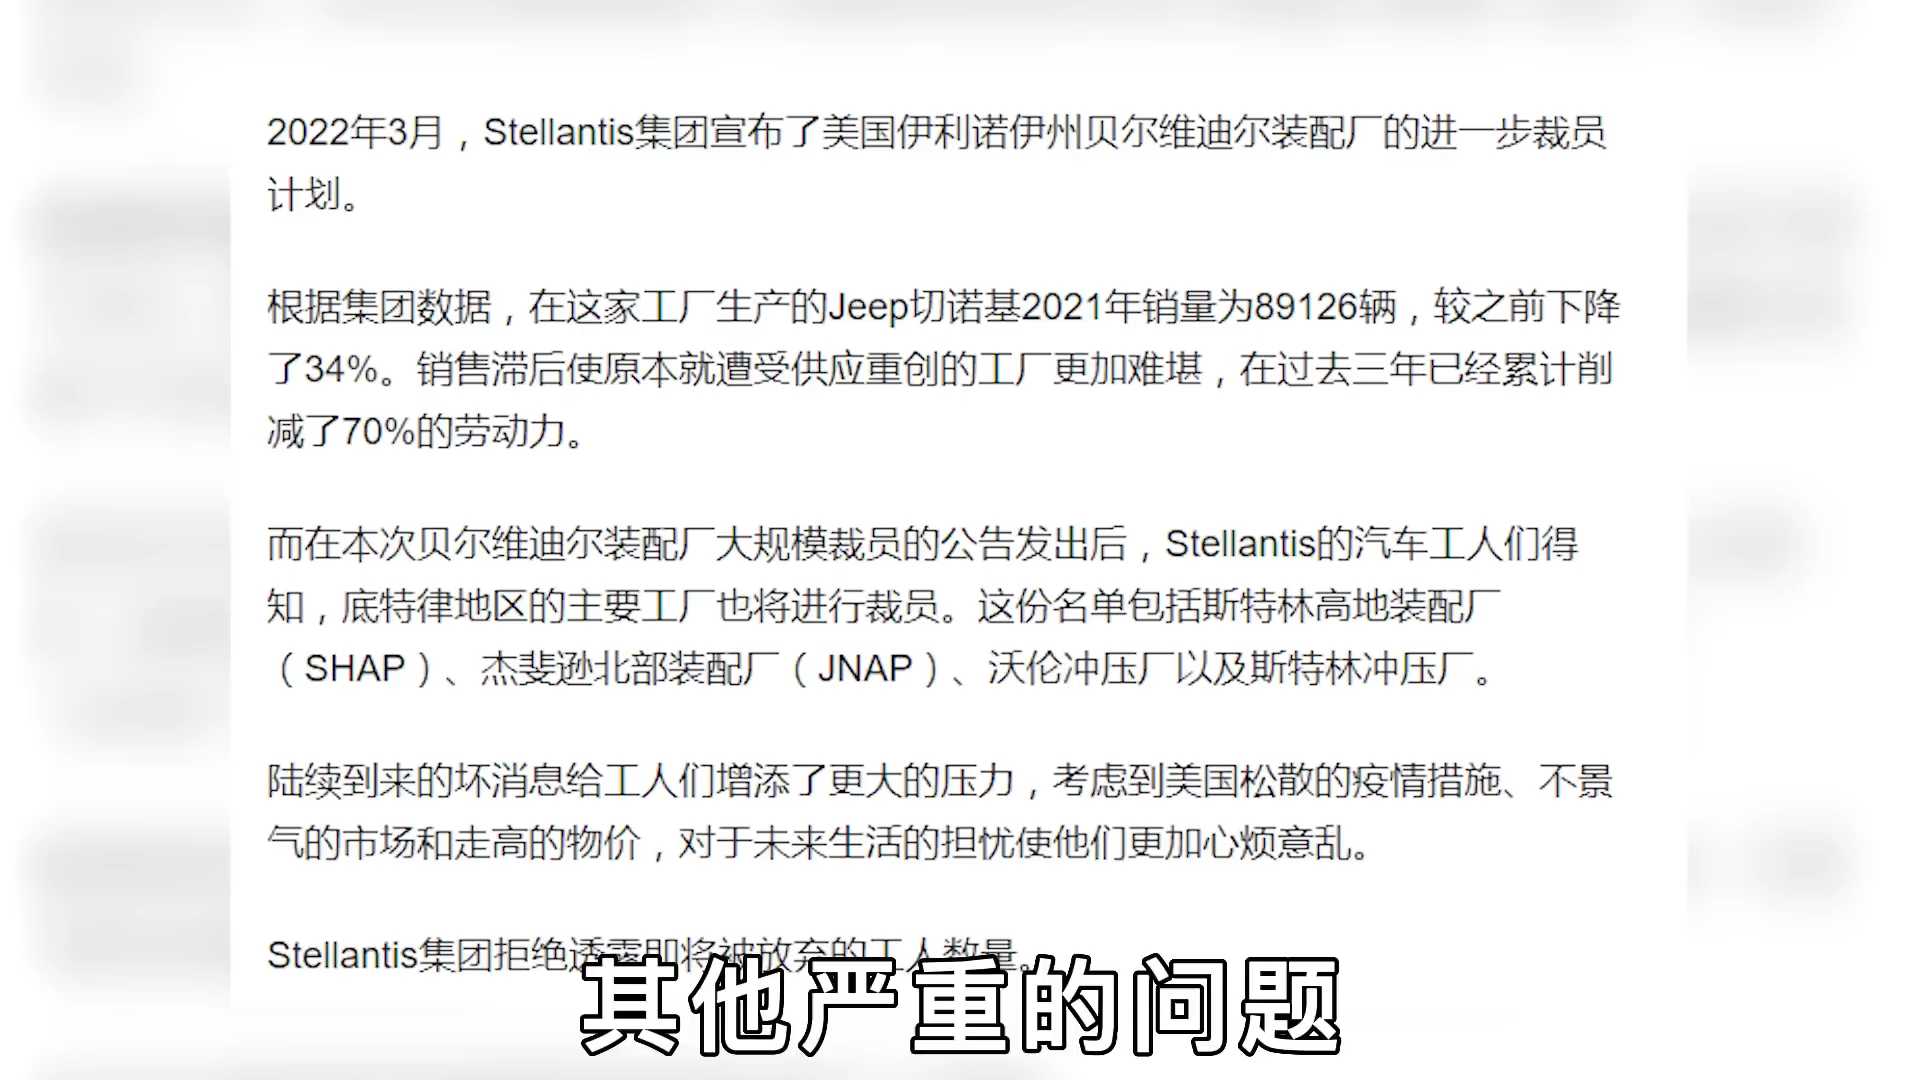 2022年3月，Stellantis集团宣布了美国伊利诺伊州贝尔维迪尔装配厂的进一步裁员
计划。
根据集团数据，在这家工厂生产的Jeep切诺基2021年销量为89126辆，较之前下降
了34%。销售滞后使原本就遭受供应重创的工厂更加难堪，在过去三年已经累计削
减了70%的劳动力。
而在本次贝尔维迪尔装配厂大规模裁员的公告发出后，Stellantis的汽车工人们得
知，底特律地区的主要工厂也将进行裁员。这份名单包括斯特林高地装配厂
（SHAP）、杰斐逊北部装配厂（JNAP）、沃伦冲压厂以及斯特林冲压厂。
陆续到来的坏消息给工人们增添了更大的压力，考虑到美国松散的疫情措施、不景
气的市场和走高的物价，对于未来生活的担忧使他们更加心烦意乱。
Stellantis集团拒绝透露即将被放弃的工人数量。
其他严重的问题